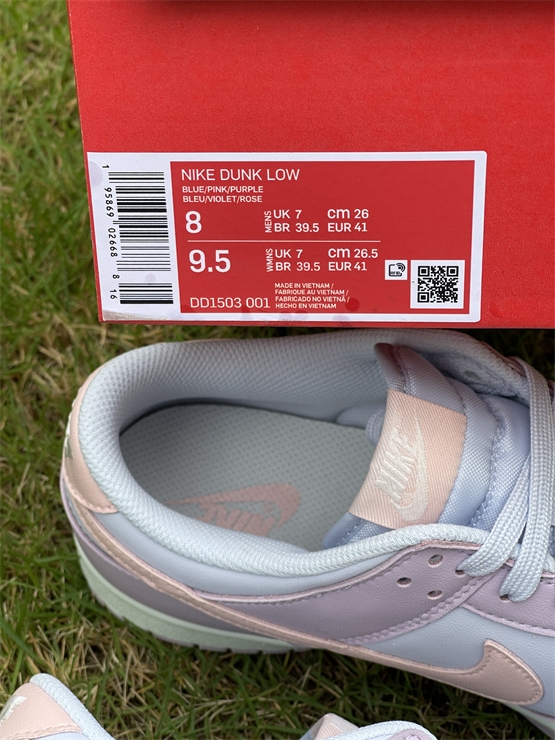 1 95869 02668 8 16
NIKE DUNK LOW
BLUE/PINK/PURPLE
BLEU/VIOLET/ROSE
8 MENS UK 7 cm 26
BR 39.5 EUR 41
9.5 WMNS UK 7 cm 26.5
BR 39.5 EUR 41
DD1503 001
MADE IN VIETNAM /
FABRIQUE AU VIETNAM /
FABRICADO NO VIETNÃ /
HECHO EN VIETNAM
NIKE
NIKE